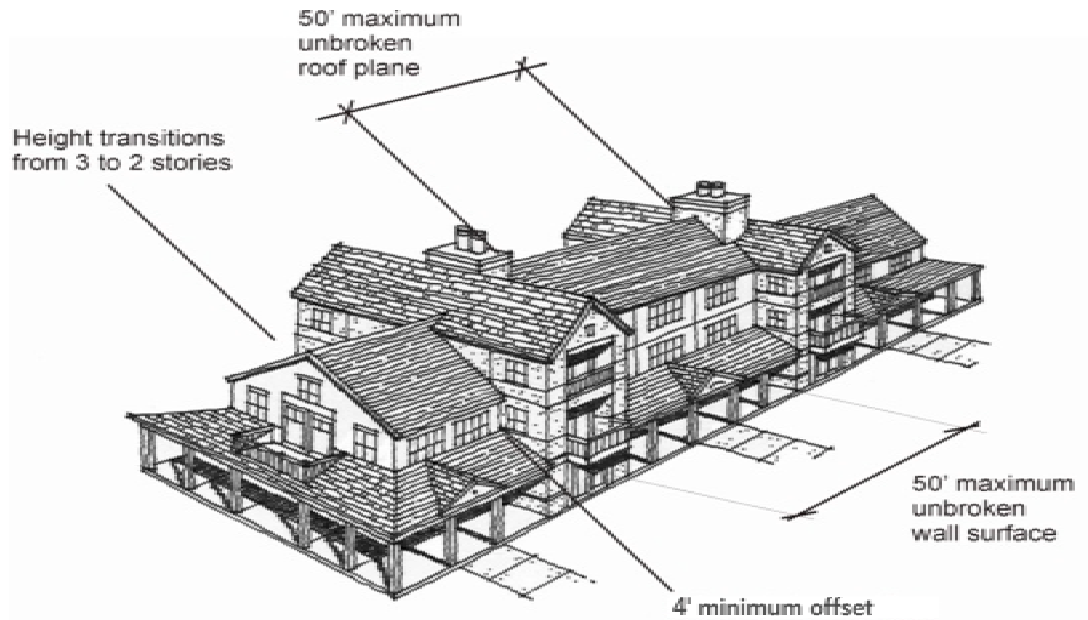 50' maximum
unbroken
roof plane
Height transitions
from 3 to 2 stories
50' maximum
unbroken
wall surface
4' minimum offset